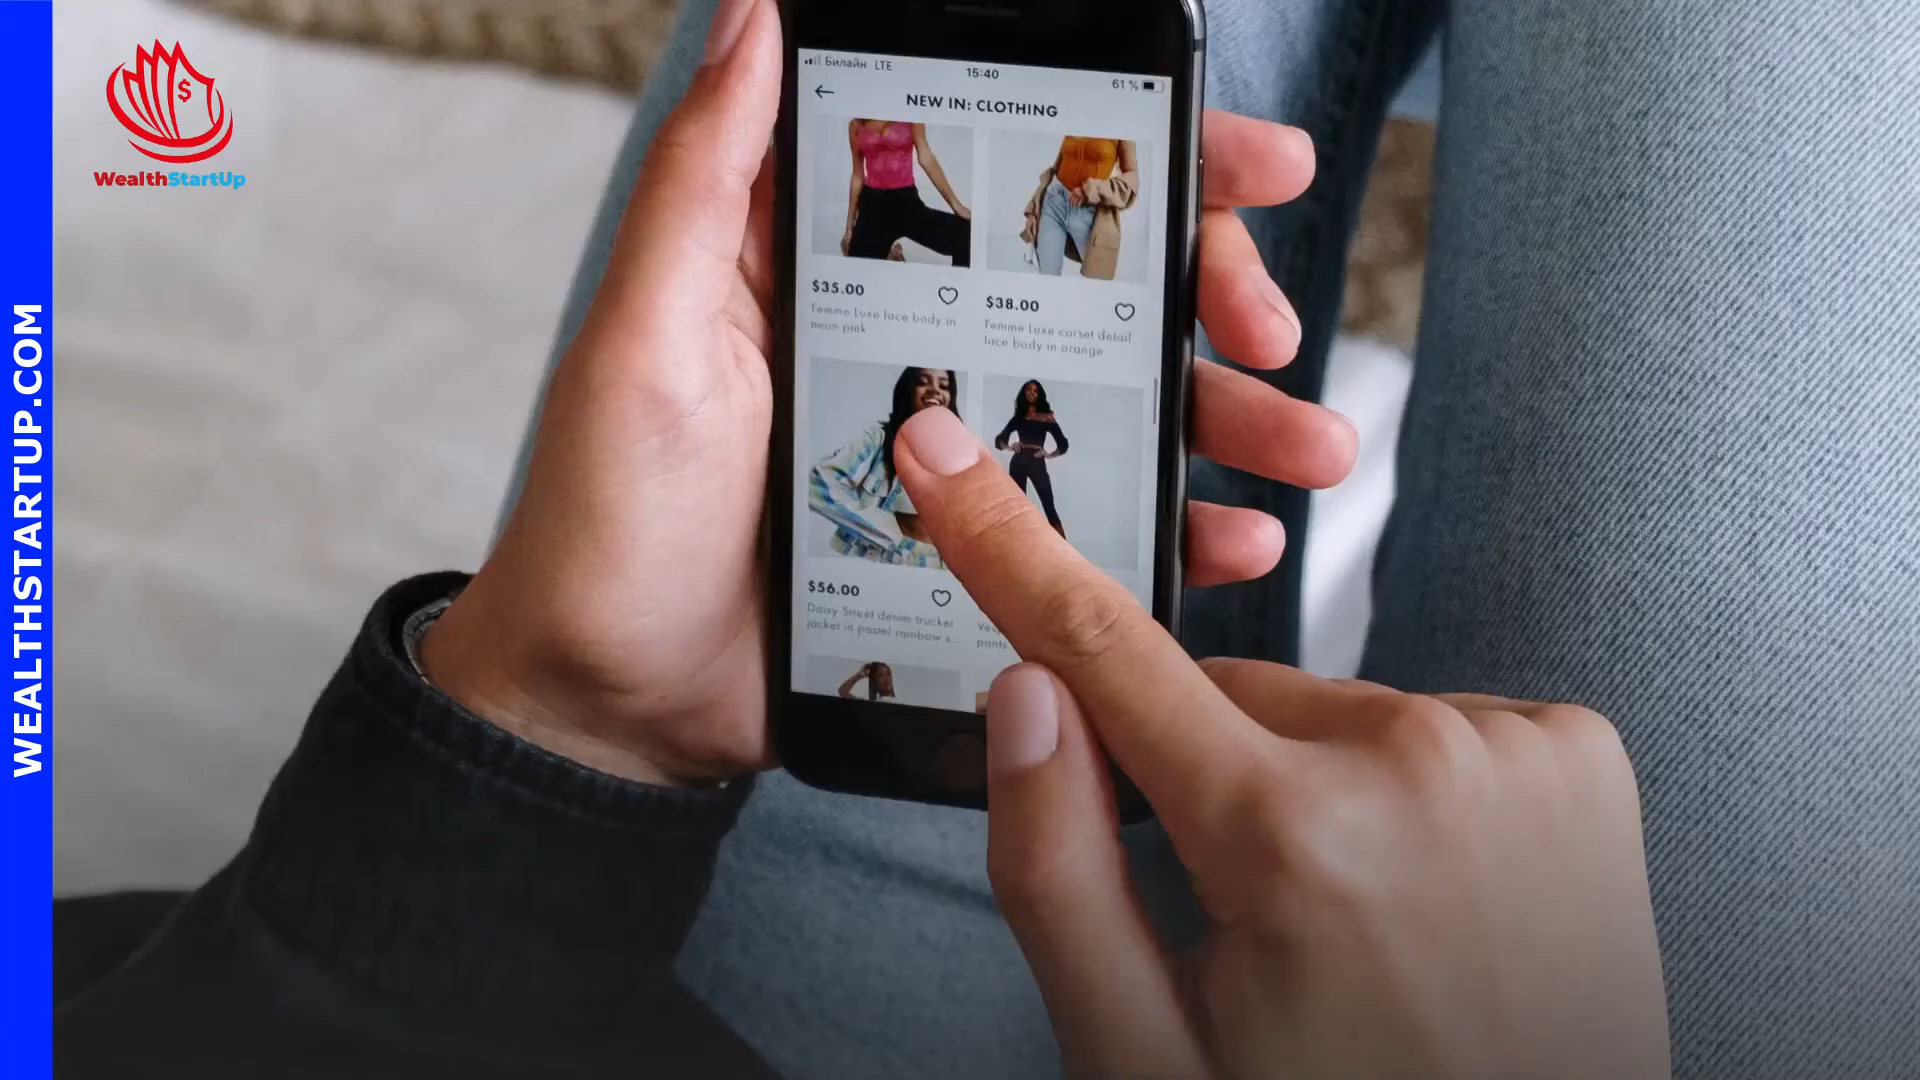 WEALTHSTARTUP.COM
$
WealthStartUp
Билайн LTE
15:40
61 %
NEW IN: CLOTHING
$35.00
Femme Luxe lace body in
neon pink
$38.00
Femme Luxe corset detail
lace body in orange
$56.00
Daisy Street denim trucker
jacket in pastel rainbow s...
pants